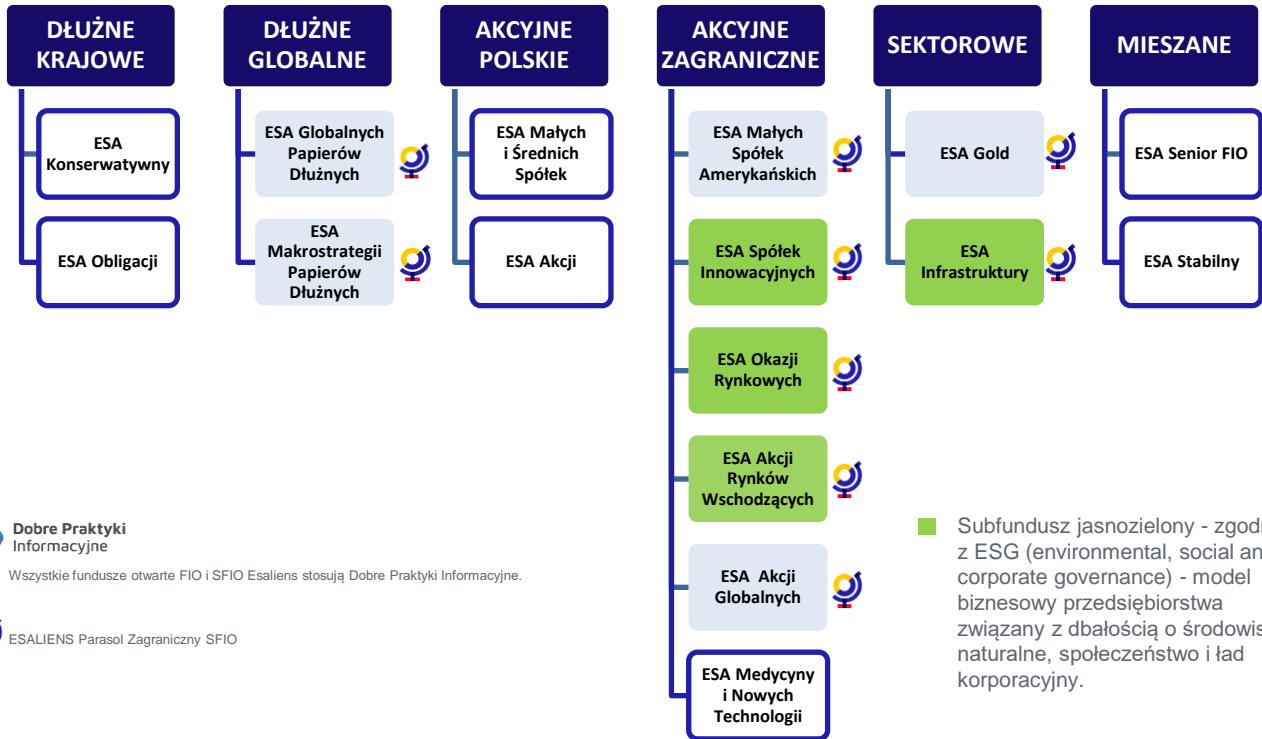 DŁUŻNE
KRAJOWE
ESA
Konserwatywny
ESA Obligacji
DŁUŻNE
GLOBALNE
ESA Globalnych
Papierów
Dłużnych
ESA
Makrostrategii
Papierów
Dłużnych
AKCYJNE
POLSKIE
ESA Małych
i Średnich
Spółek
ESA Akcji
AKCYJNE
ZAGRANICZNE
ESA Małych
Spółek
Amerykańskich
ESA Spółek
Innowacyjnych
ESA Okazji
Rynkowych
ESA Akcji
Rynków
Wschodzących
ESA Akcji
Globalnych
ESA Medycyny
i Nowych
Technologii
SEKTOROWE
ESA Gold
ESA
Infrastruktury
MIESZANE
ESA Senior FIO
ESA Stabilny
Dobre Praktyki
Informacyjne
Wszystkie fundusze otwarte FIO i SFIO Esaliens stosują Dobre Praktyki Informacyjne.
ESALIENS Parasol Zagraniczny SFIO
Subfundusz jasnozielony -
z ESG (environmental, social
corporate governance) - model
biznesowy przedsiębiorstwa
związany z dbałością o
naturalne, społeczeństwo i ład
korporacyjny.